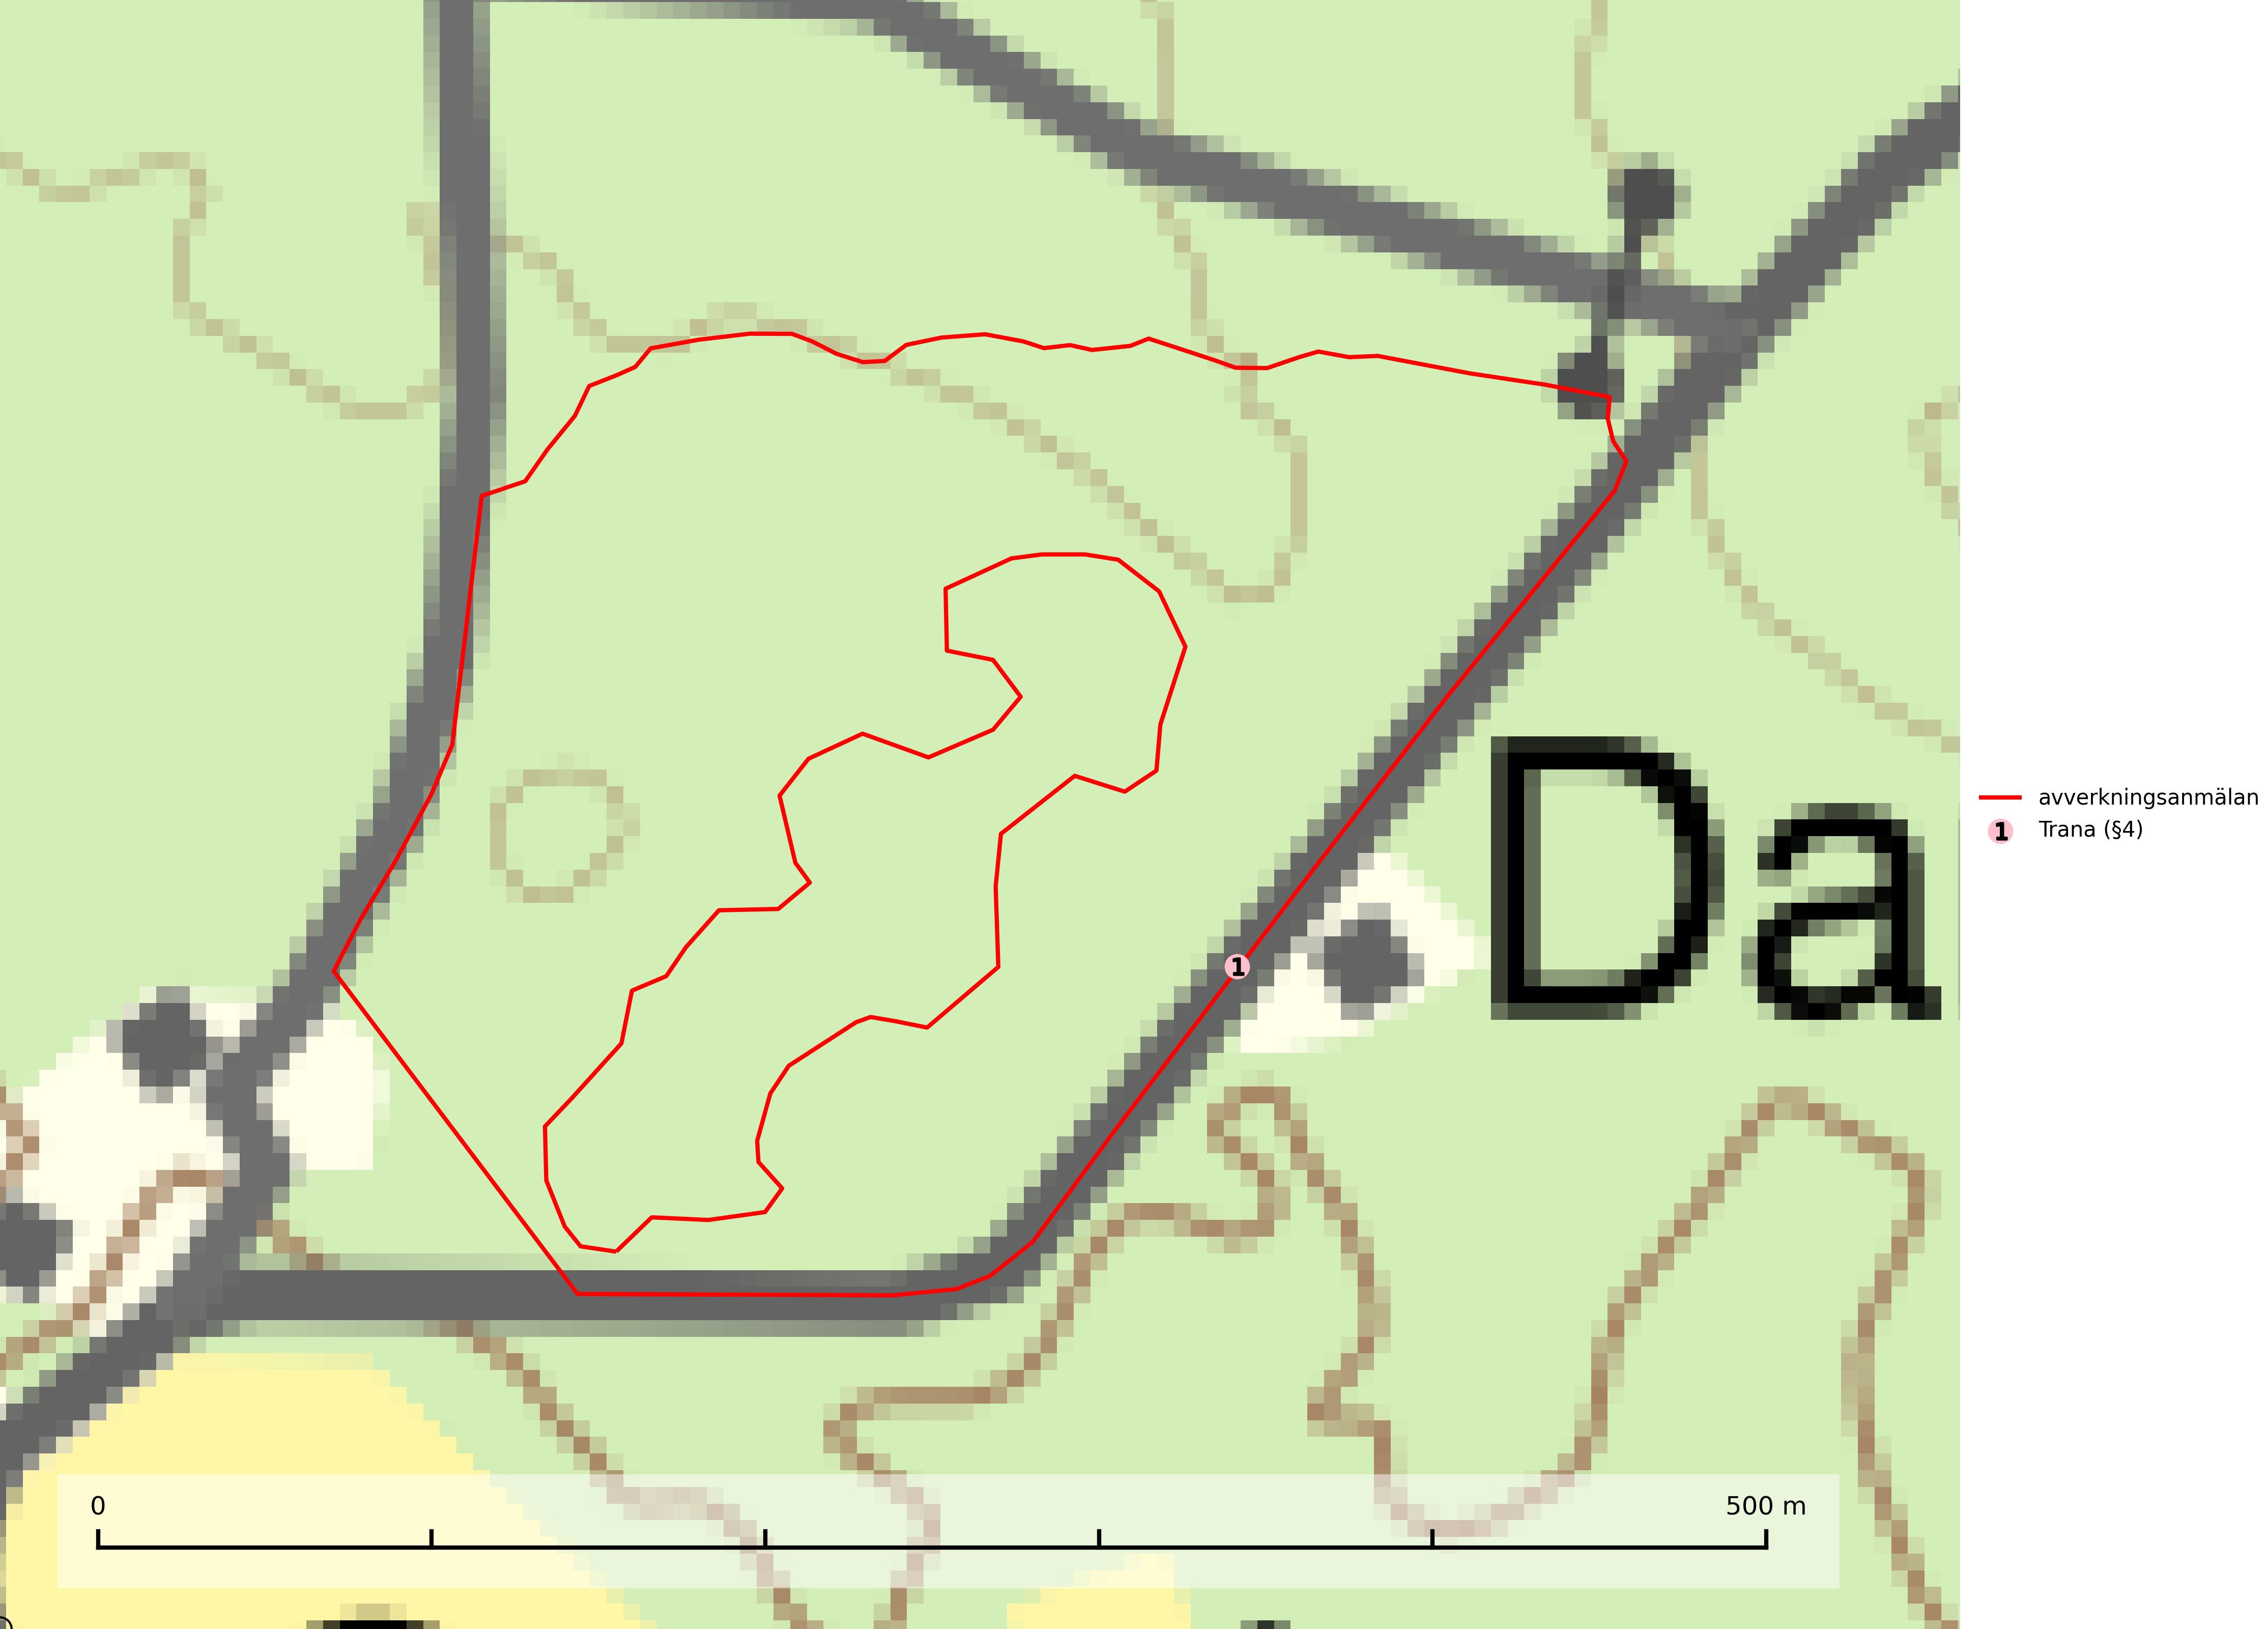 Da
avverkningsanmälan
1 Trana (§4)
1
0 500 m